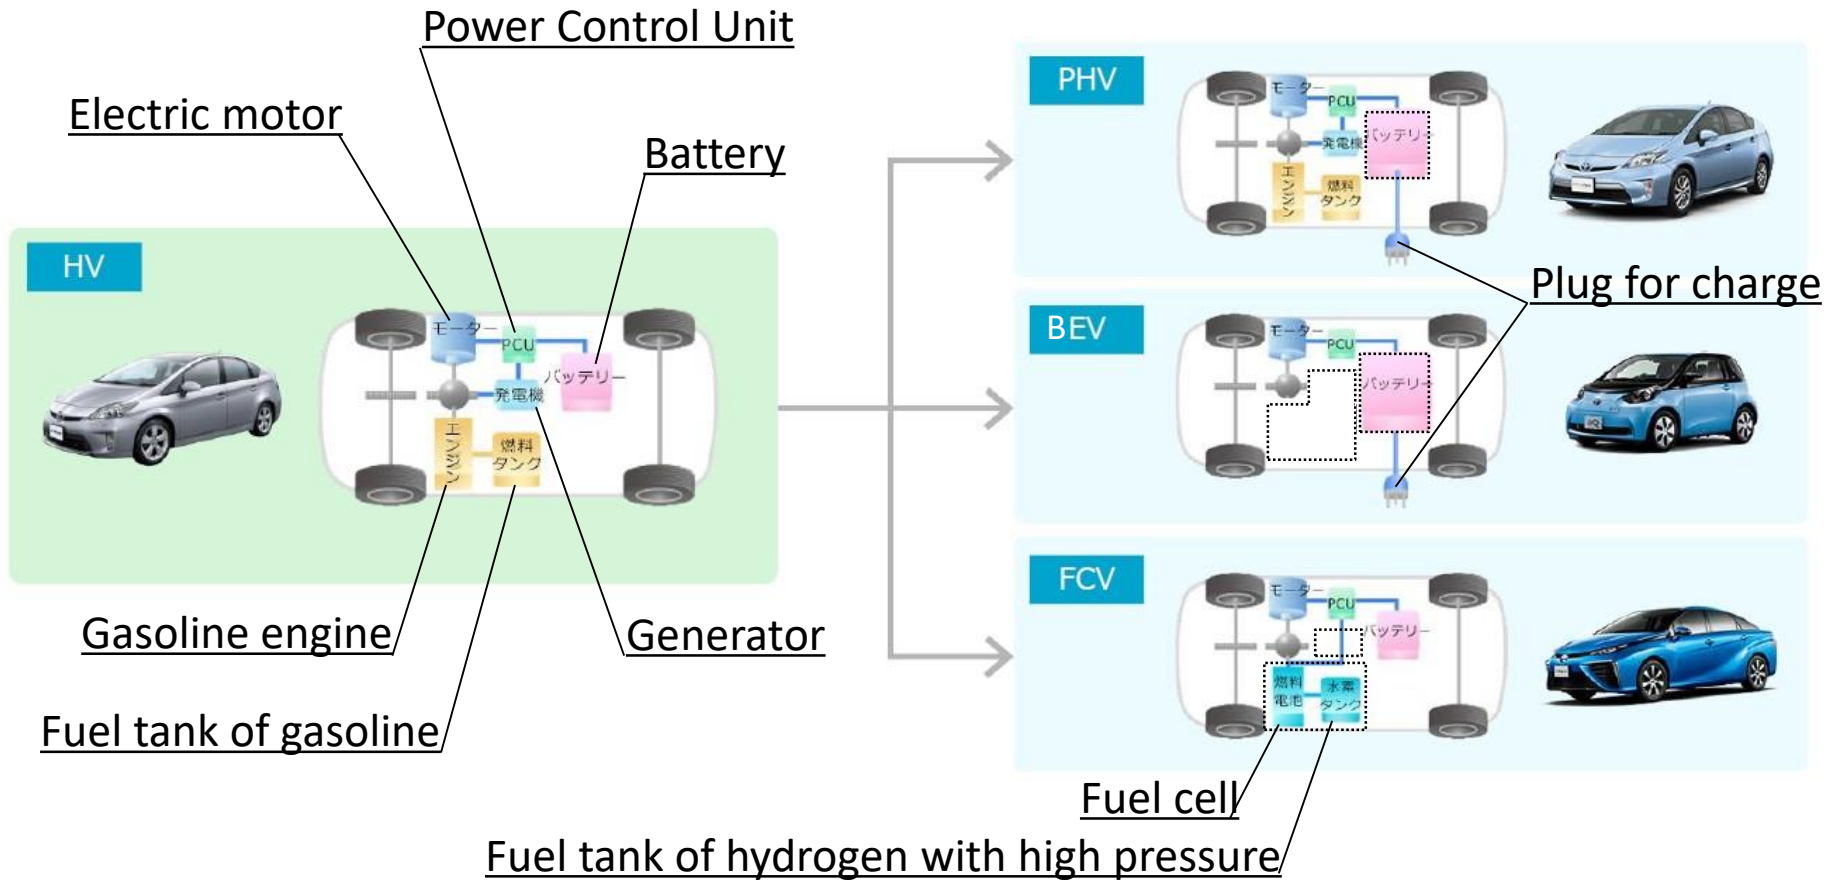 Power Control Unit
Electric motor
Battery
HV
モーター
PCU
バッテリー
発電機
エンジン
燃料
タンク
Gasoline engine
Generator
Fuel tank of gasoline
PHV
モーター
PCU
バッテリー
発電機
エンジン
燃料
タンク
Plug for charge
BEV
モーター
PCU
バッテリー
FCV
モーター
PCU
バッテリー
燃料
電池
水素
タンク
Fuel cell
Fuel tank of hydrogen with high pressure